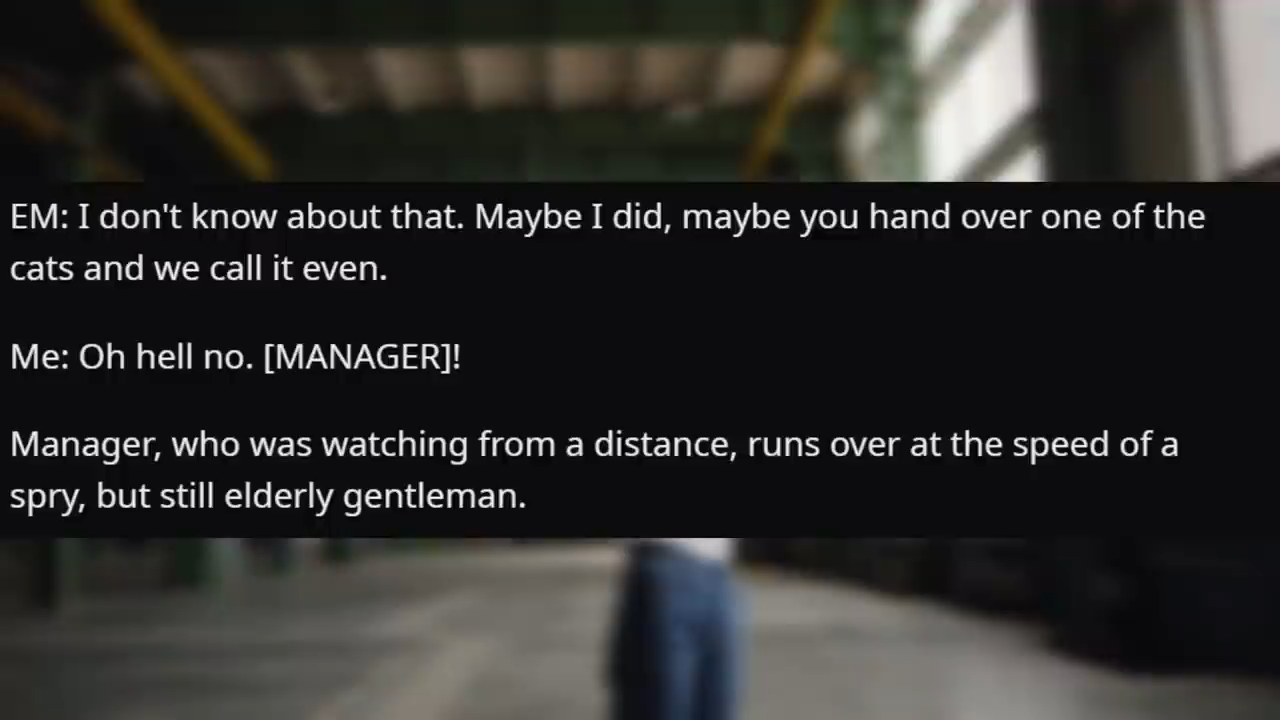 EM: I don't know about that. Maybe I did, maybe you hand over one of the
cats and we call it even.
Me: Oh hell no. [MANAGER]!
Manager, who was watching from a distance, runs over at the speed of a
spry, but still elderly gentleman.